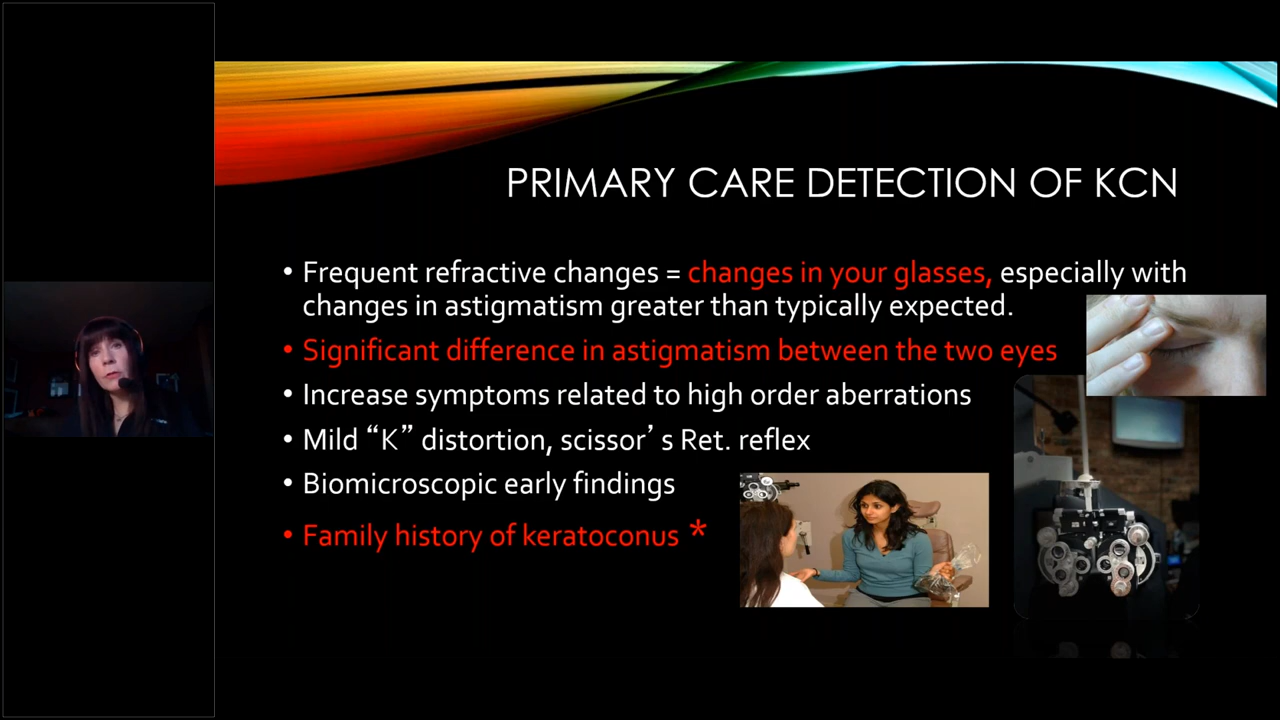 PRIMARY CARE DETECTION OF KCN
• Frequent refractive changes = changes in your glasses, especially with
changes in astigmatism greater than typically expected.
• Significant difference in astigmatism between the two eyes
• Increase symptoms related to high order aberrations
• Mild “K” distortion, scissor’ s Ret. reflex
• Biomicroscopic early findings
• Family history of keratoconus *